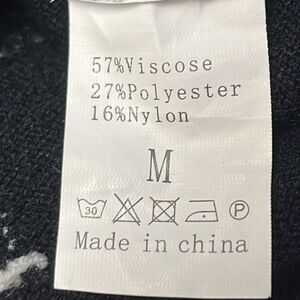 57%Viscose
27%Polyester
16%Nylon
M
30 P
Made in china